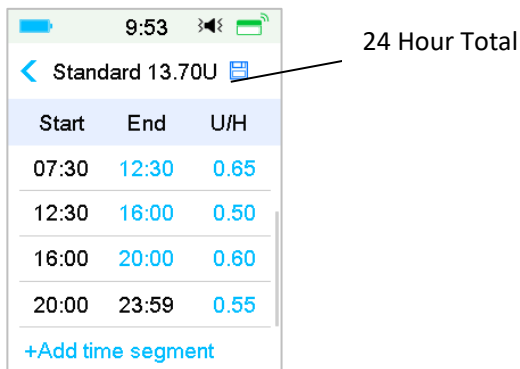 9:53
24 Hour Total
Standard 13.70U
Start End U/H
07:30 12:30 0.65
12:30 16:00 0.50
16:00 20:00 0.60
20:00 23:59 0.55
+Add time segment